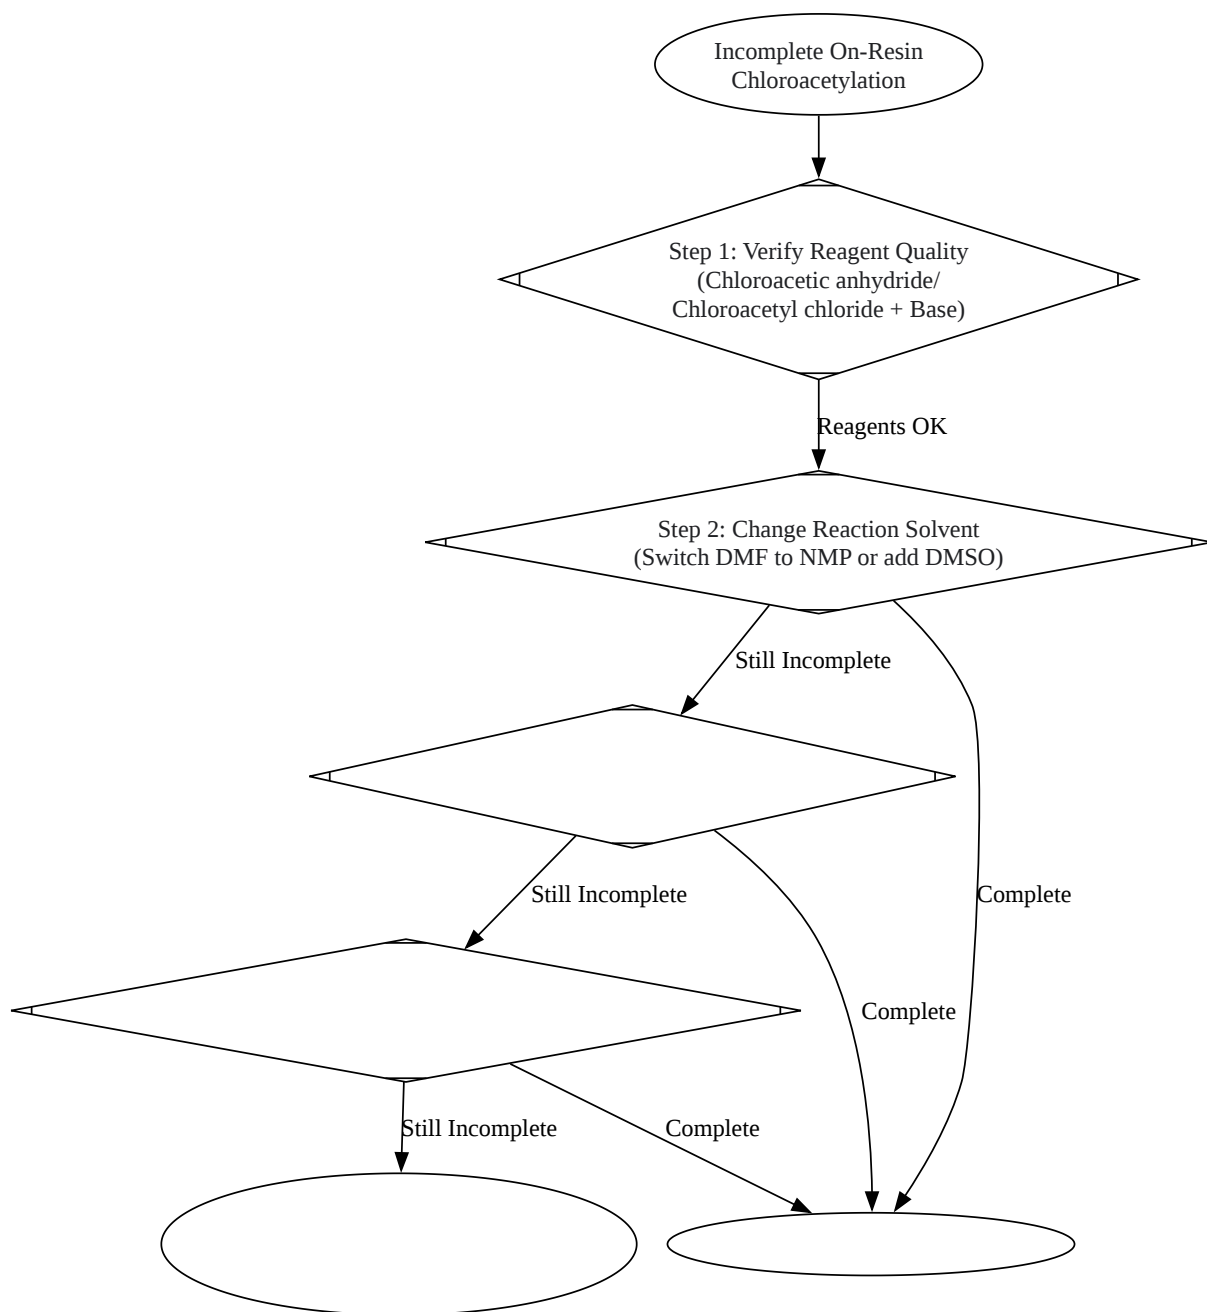 Incomplete On-Resin
Chloroacetylation
Step 1: Verify Reagent Quality
(Chloroacetic anhydride/
Chloroacetyl chloride + Base)
Reagents OK
Step 2: Change Reaction Solvent
(Switch DMF to NMP or add DMSO)
Still Incomplete
Still Incomplete
Complete
Complete
Still Incomplete
Complete